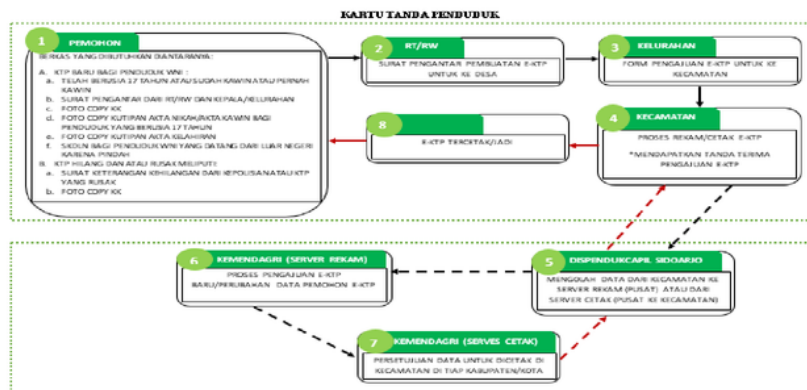 KARTU TANDA PENDUDUK
1
PEMOHON
BERKAS YANG DIBUTUHKAN DIANTARANYA:
A. KTP BARU BAGI PENDUDUK WNI :
a. TELAH BERUSIA 17 TAHUN ATAU SUDAH KAWIN ATAU PERNAH
KAWIN
b. SURAT PENGANTAR DARI RT/RW DAN KEPALA/KELURAHAN
c. FOTO COPY KK
d. FOTO COPY KUTIPAN AKTA NIKAH/AKTA KAWIN BAGI
PENDUDUK YANG BERUSIA 17 TAHUN
e. FOTO COPY KUTIPAN AKTA KELAHIRAN
f. SKDLN BAGI PENDUDUK WNI YANG DATANG DARI LUAR NEGERI
KARENA PINDAH
B. KTP HILANG DAN ATAU RUSAK MELIPUTI:
a. SURAT KETERANGAN KEHILANGAN DARI KEPOLISIAN ATAU KTP
YANG RUSAK
b. FOTO COPY KK
2
RT/RW
SURAT PENGANTAR PEMBUATAN E-KTP
UNTUK KE DESA
3
KELURAHAN
FORM PENGAJUAN E-KTP UNTUK KE
KECAMATAN
4
KECAMATAN
PROSES REKAM/CETAK E-KTP
*MENDAPATKAN TANDA TERIMA
PENGAJUAN E-KTP
8
E-KTP TERCETAK/JADI
5
DISPENDUKCAPIL SIDOARJO
MENGOLAH DATA DARI KECAMATAN KE
SERVER REKAM (PUSAT) ATAU DARI
SERVER CETAK (PUSAT KE KECAMATAN)
6
KEMENDAGRI (SERVER REKAM)
PROSES PENGAJUAN E-KTP
BARU/PERUBAHAN DATA PEMOHON E-KTP
7
KEMENDAGRI (SERVES CETAK)
PERSETUJUAN DATA UNTUK DICETAK DI
KECAMATAN DI TIAP KABUPATEN/KOTA